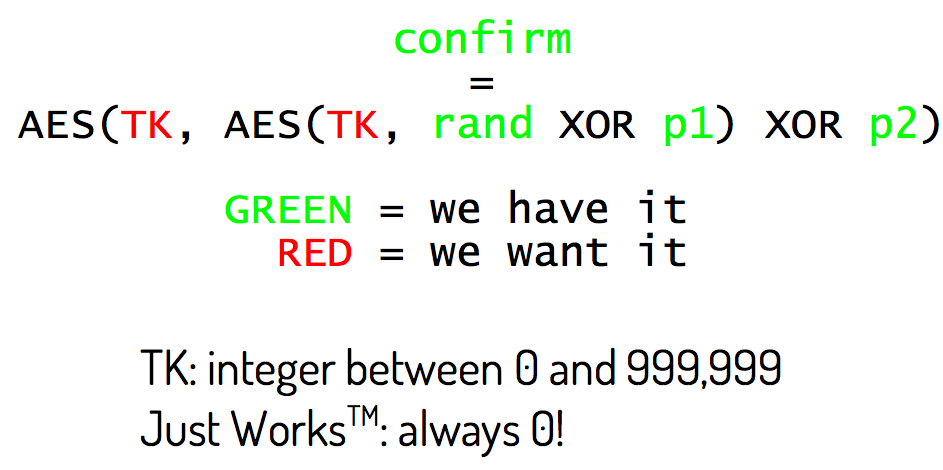 confirm
=
AES(TK, AES(TK, rand XOR p1) XOR p2)
GREEN = we have it
RED = we want it
TK: integer between 0 and 999,999
Just Works™: always 0!